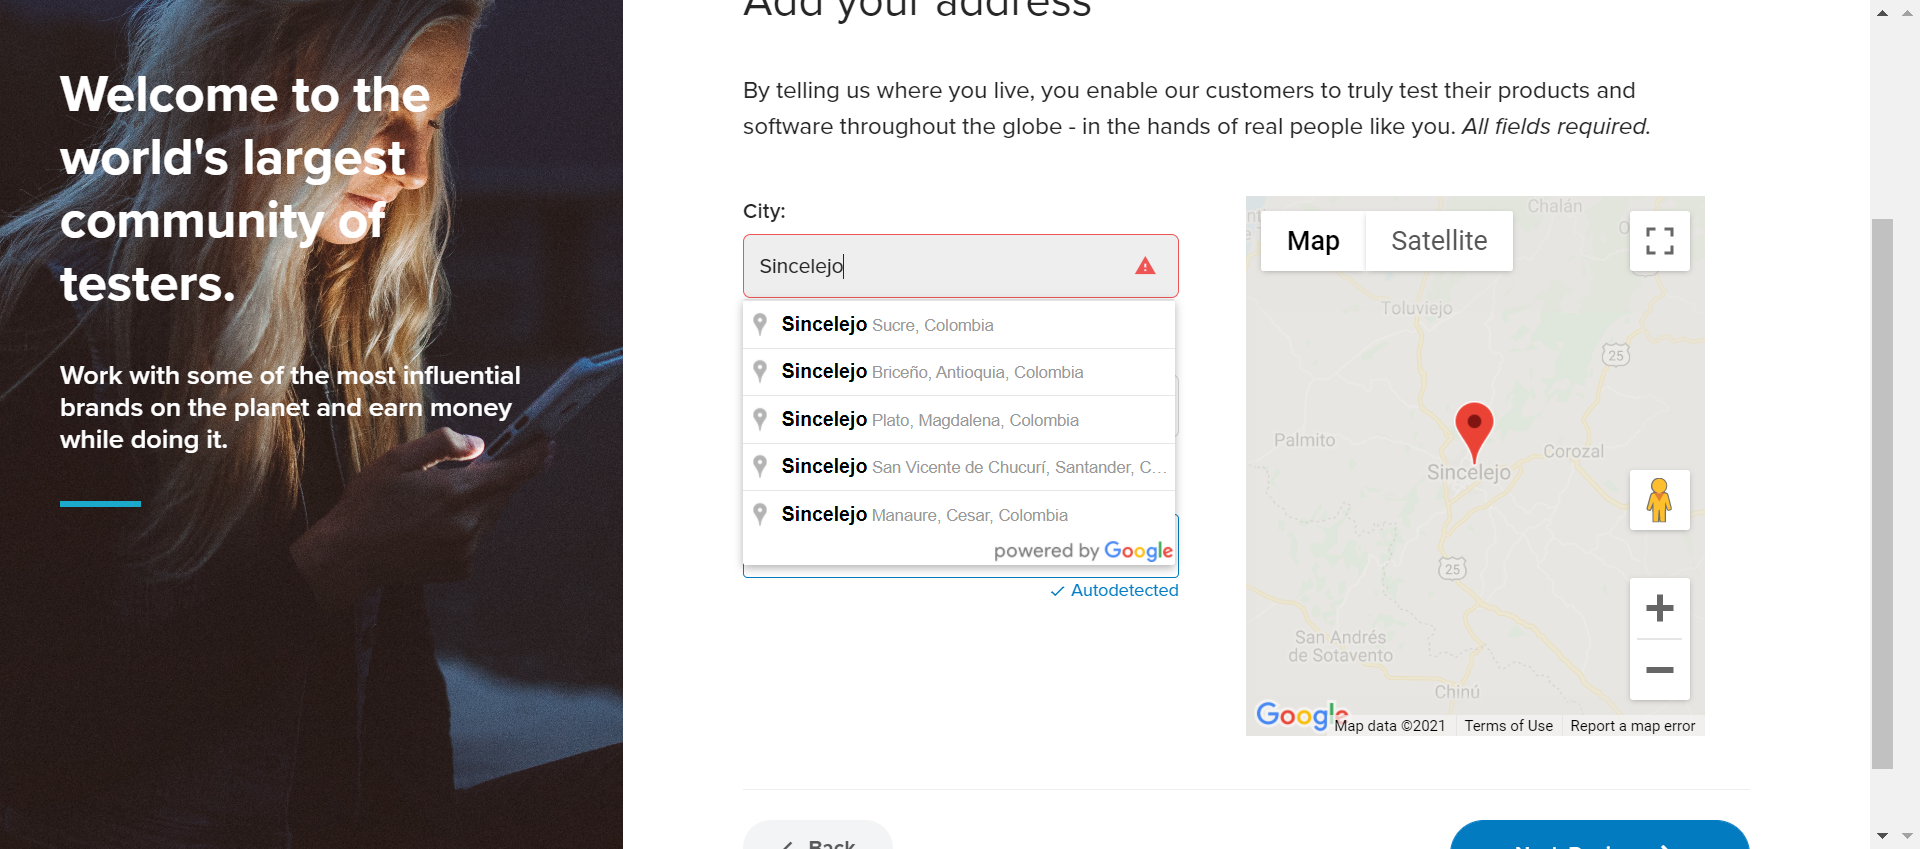 Welcome to the
world's largest
community of
testers.
Work with some of the most influential
brands on the planet and earn money
while doing it.
Add your address
By telling us where you live, you enable our customers to truly test their products and
software throughout the globe - in the hands of real people like you. All fields required.
City:
Sincelejo
Sincelejo Sucre, Colombia
Sincelejo Briceño, Antioquia, Colombia
Sincelejo Plato, Magdalena, Colombia
Sincelejo San Vicente de Chucurí, Santander, C...
Sincelejo Manaure, Cesar, Colombia
powered by Google
Autodetected
Map
Satellite
Chalán
Toluviejo
25
Palmito
Corozal
Sincelejo
25
San Andrés
de Sotavento
Chinú
Google
Map data ©2021
Terms of Use
Report a map error
Back